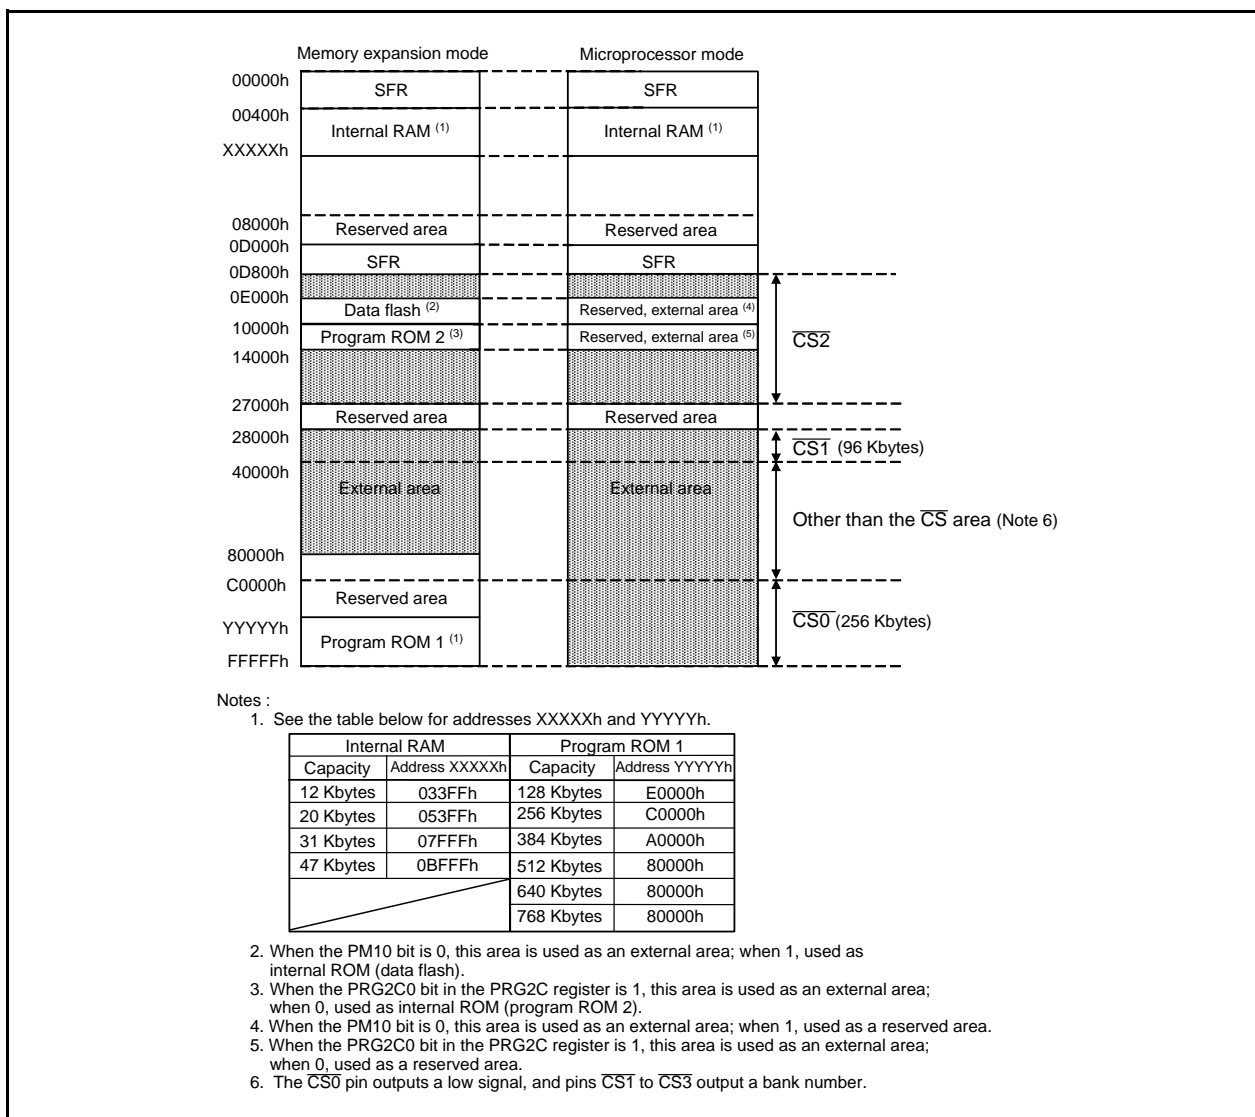 Memory expansion mode Microprocessor mode
00000h SFR SFR
00400h
Internal RAM (1) Internal RAM (1)
XXXXXh
08000h
Reserved area Reserved area
0D000h
SFR SFR
0D800h
0E000h
Data flash (2) Reserved, external area (4)
10000h
Program ROM 2 (3) Reserved, external area (5) CS2
14000h
27000h
Reserved area Reserved area
28000h
CS1 (96 Kbytes)
40000h
External area External area
Other than the CS area (Note 6)
80000h
C0000h
Reserved area
CS0 (256 Kbytes)
YYYYYh
Program ROM 1 (1)
FFFFFh
Notes :
1. See the table below for addresses XXXXXh and YYYYYh.
Internal RAM Program ROM 1
Capacity Address XXXXXh Capacity Address YYYYYh
12 Kbytes 033FFh 128 Kbytes E0000h
20 Kbytes 053FFh 256 Kbytes C0000h
31 Kbytes 07FFFh 384 Kbytes A0000h
47 Kbytes 0BFFFh 512 Kbytes 80000h
640 Kbytes 80000h
768 Kbytes 80000h
2. When the PM10 bit is 0, this area is used as an external area; when 1, used as
internal ROM (data flash).
3. When the PRG2C0 bit in the PRG2C register is 1, this area is used as an external area;
when 0, used as internal ROM (program ROM 2).
4. When the PM10 bit is 0, this area is used as an external area; when 1, used as a reserved area.
5. When the PRG2C0 bit in the PRG2C register is 1, this area is used as an external area;
when 0, used as a reserved area.
6. The CS0 pin outputs a low signal, and pins CS1 to CS3 output a bank number.